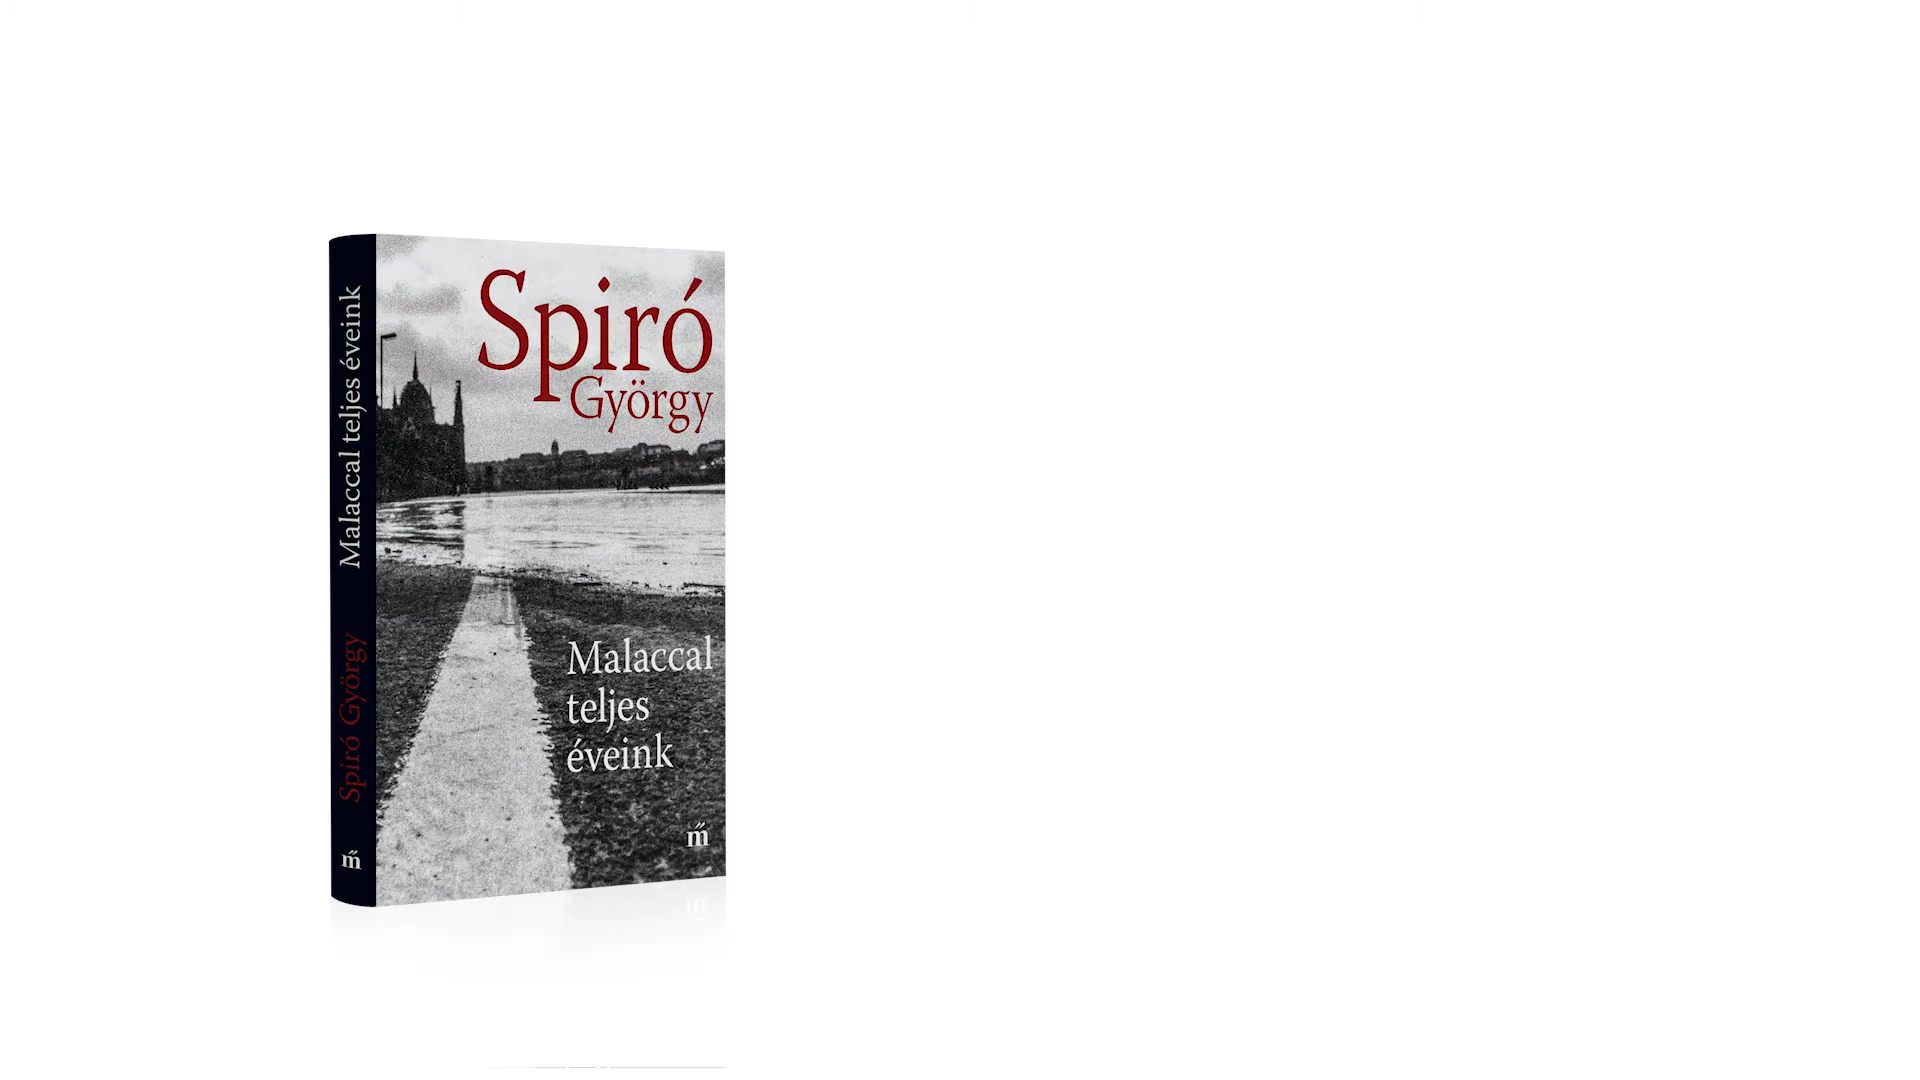 Malaccal teljes éveink
Spiró György
m̋
Spiró
György
Malaccal
teljes
éveink
m̋